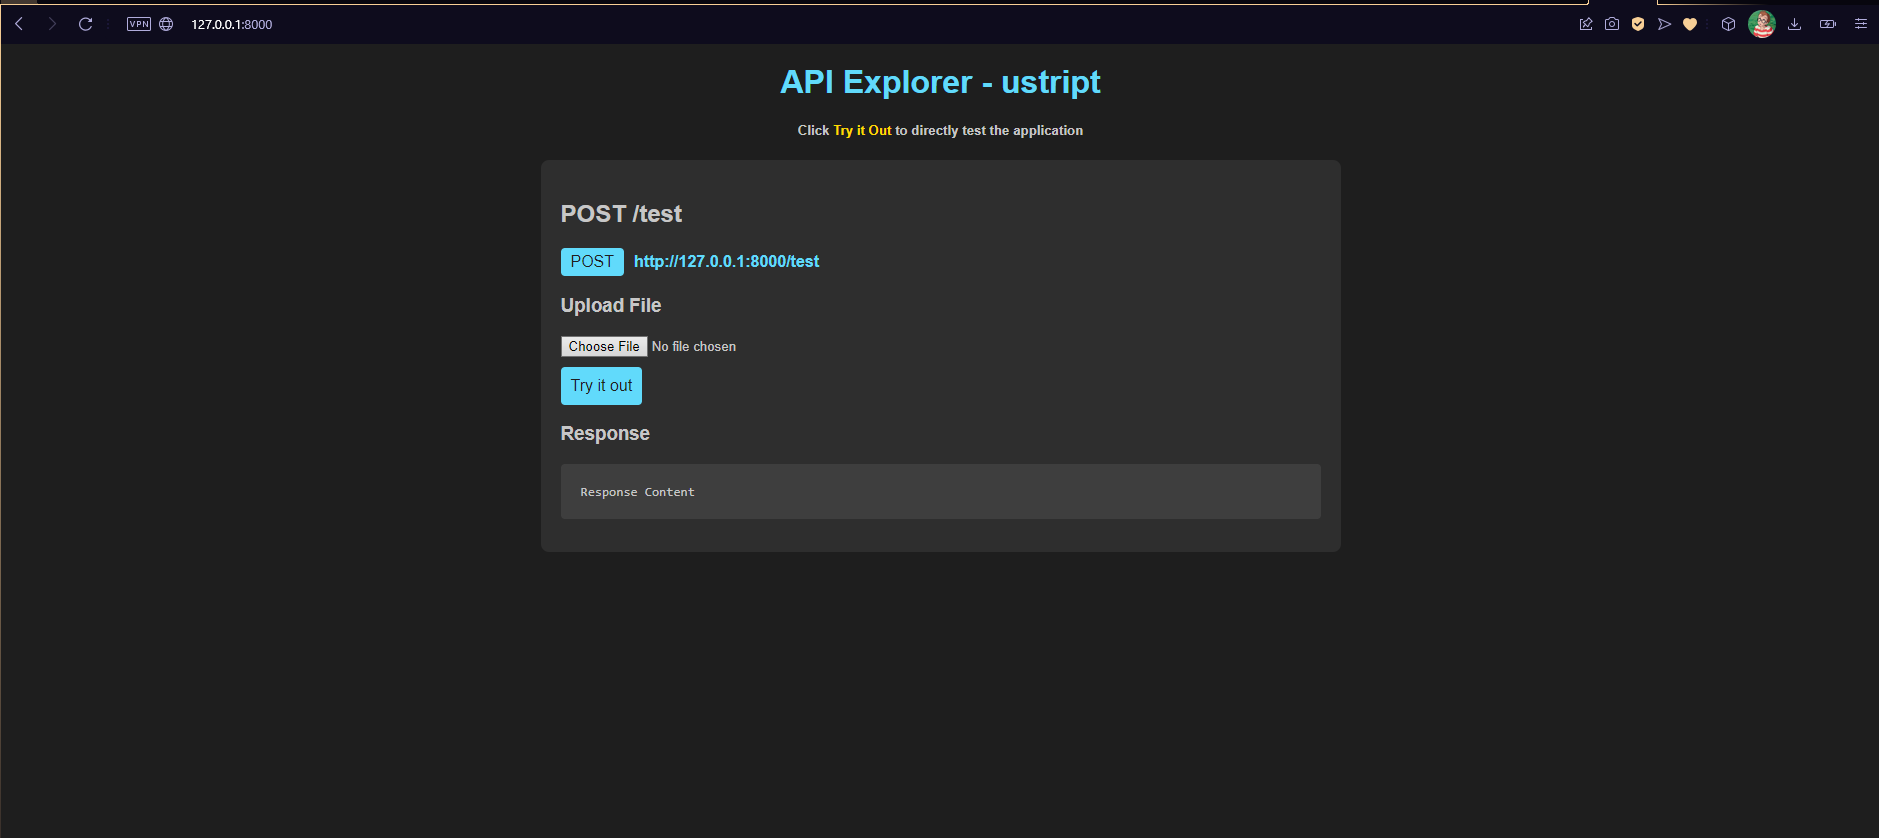 VPN 127.0.0.1:8000
API Explorer - ustript
Click Try it Out to directly test the application
POST /test
POST http://127.0.0.1:8000/test
Upload File
Choose File No file chosen
Try it out
Response
Response Content